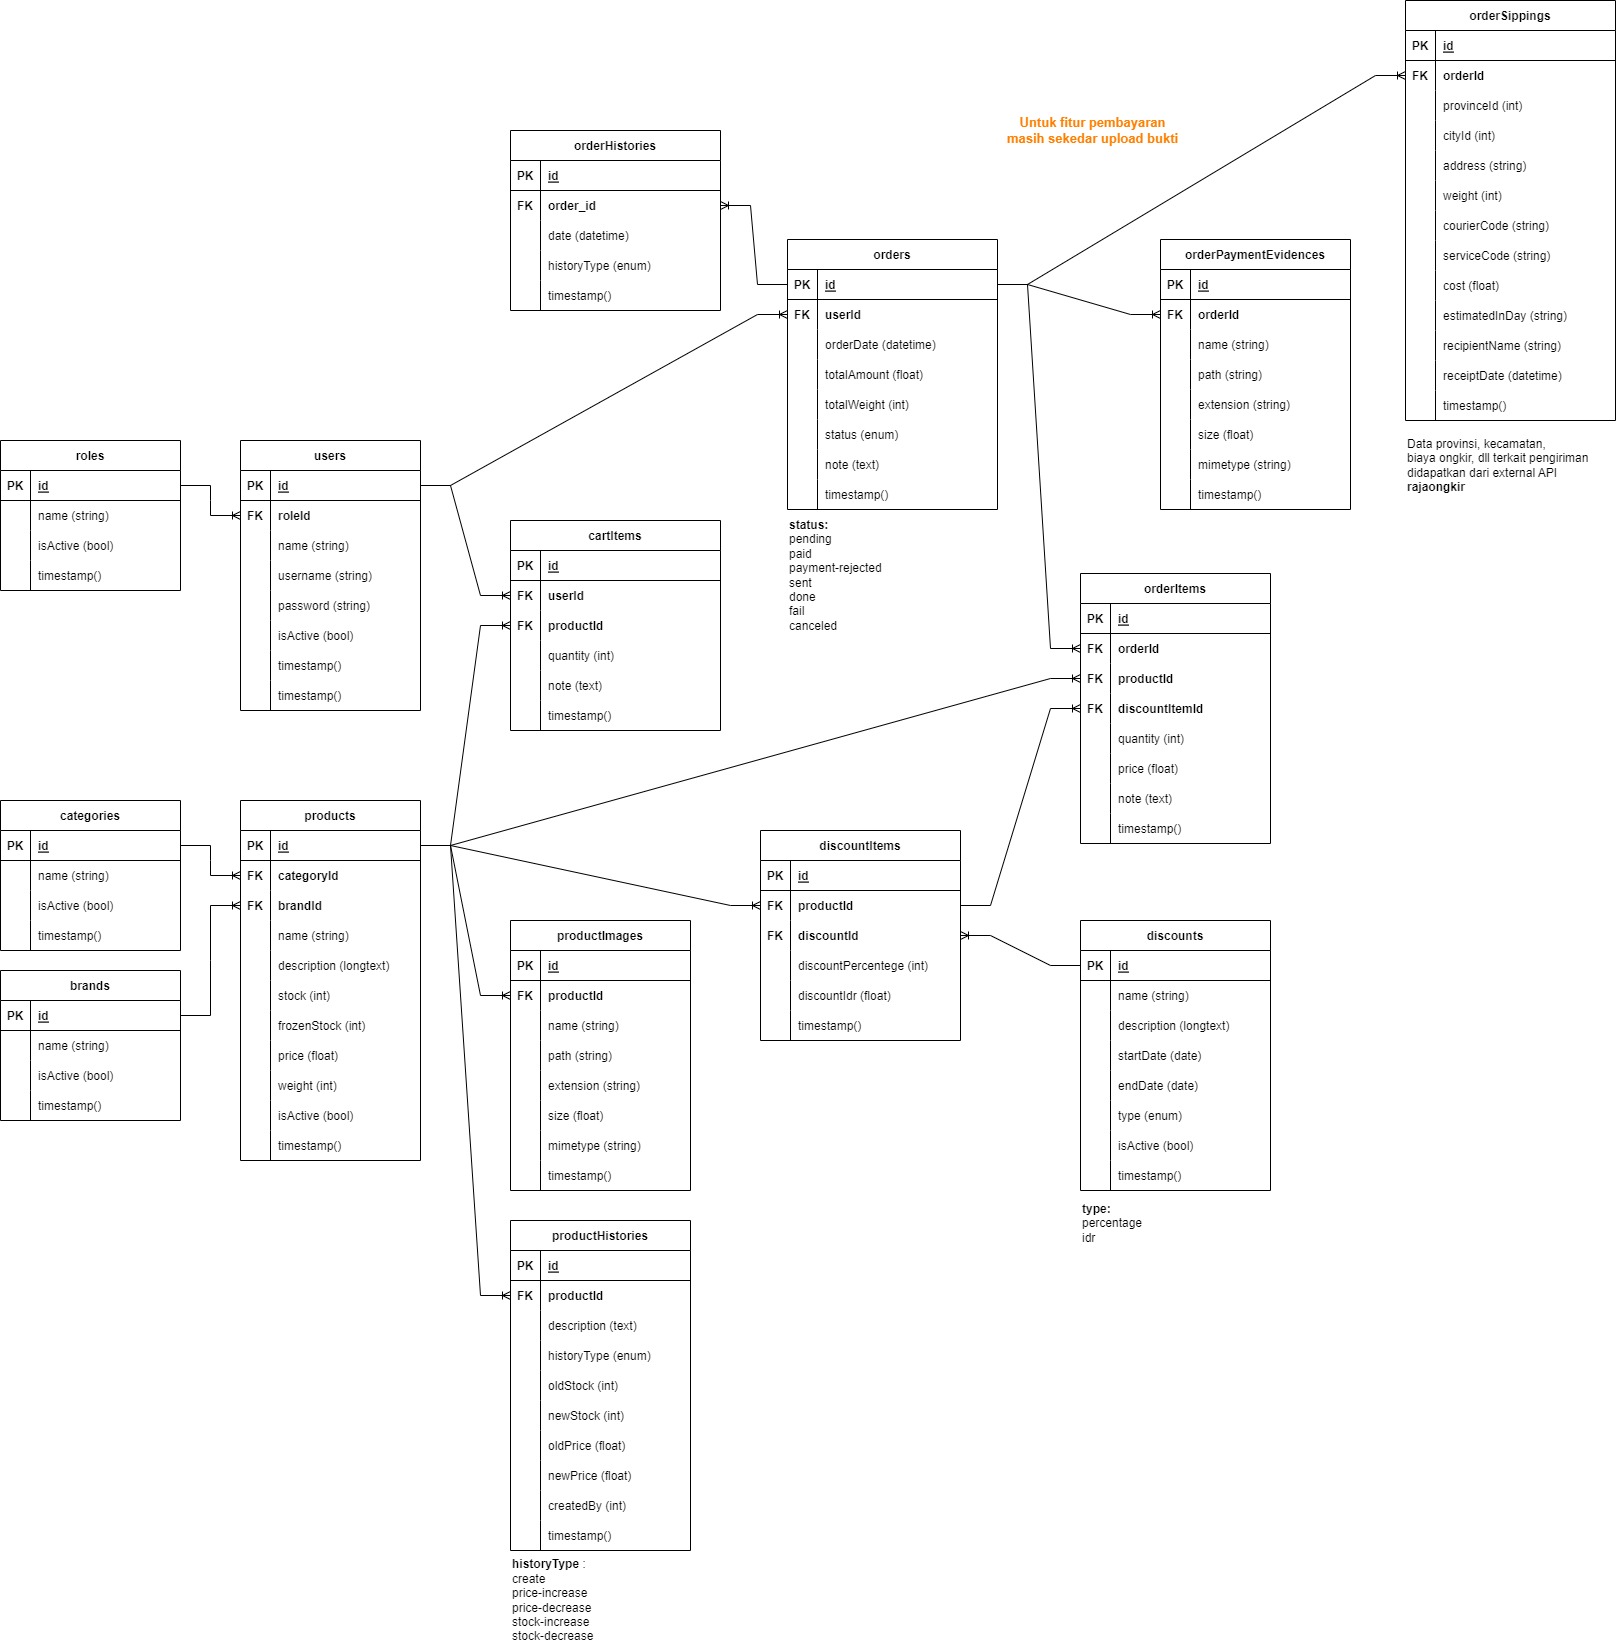 orderSippings
PK id
FK orderId
provinceId (int)
cityId (int)
address (string)
weight (int)
courierCode (string)
serviceCode (string)
cost (float)
estimatedInDay (string)
recipientName (string)
receiptDate (datetime)
timestamp()
Data provinsi, kecamatan,
biaya ongkir, dll terkait pengiriman
didapatkan dari external API
rajaongkir
Untuk fitur pembayaran
masih sekedar upload bukti
orderHistories
PK id
FK order_id
date (datetime)
historyType (enum)
timestamp()
orders
PK id
FK userId
orderDate (datetime)
totalAmount (float)
totalWeight (int)
status (enum)
note (text)
timestamp()
status:
pending
paid
payment-rejected
sent
done
fail
canceled
orderPaymentEvidences
PK id
FK orderId
name (string)
path (string)
extension (string)
size (float)
mimetype (string)
timestamp()
roles
PK id
name (string)
isActive (bool)
timestamp()
users
PK id
FK roleId
name (string)
username (string)
password (string)
isActive (bool)
timestamp()
timestamp()
cartItems
PK id
FK userId
FK productId
quantity (int)
note (text)
timestamp()
orderItems
PK id
FK orderId
FK productId
FK discountItemId
quantity (int)
price (float)
note (text)
timestamp()
categories
PK id
name (string)
isActive (bool)
timestamp()
brands
PK id
name (string)
isActive (bool)
timestamp()
products
PK id
FK categoryId
FK brandId
name (string)
description (longtext)
stock (int)
frozenStock (int)
price (float)
weight (int)
isActive (bool)
timestamp()
discountItems
PK id
FK productId
FK discountId
discountPercentege (int)
discountIdr (float)
timestamp()
productImages
PK id
FK productId
name (string)
path (string)
extension (string)
size (float)
mimetype (string)
timestamp()
discounts
PK id
name (string)
description (longtext)
startDate (date)
endDate (date)
type (enum)
isActive (bool)
timestamp()
type:
percentage
idr
productHistories
PK id
FK productId
description (text)
historyType (enum)
oldStock (int)
newStock (int)
oldPrice (float)
newPrice (float)
createdBy (int)
timestamp()
historyType :
create
price-increase
price-decrease
stock-increase
stock-decrease